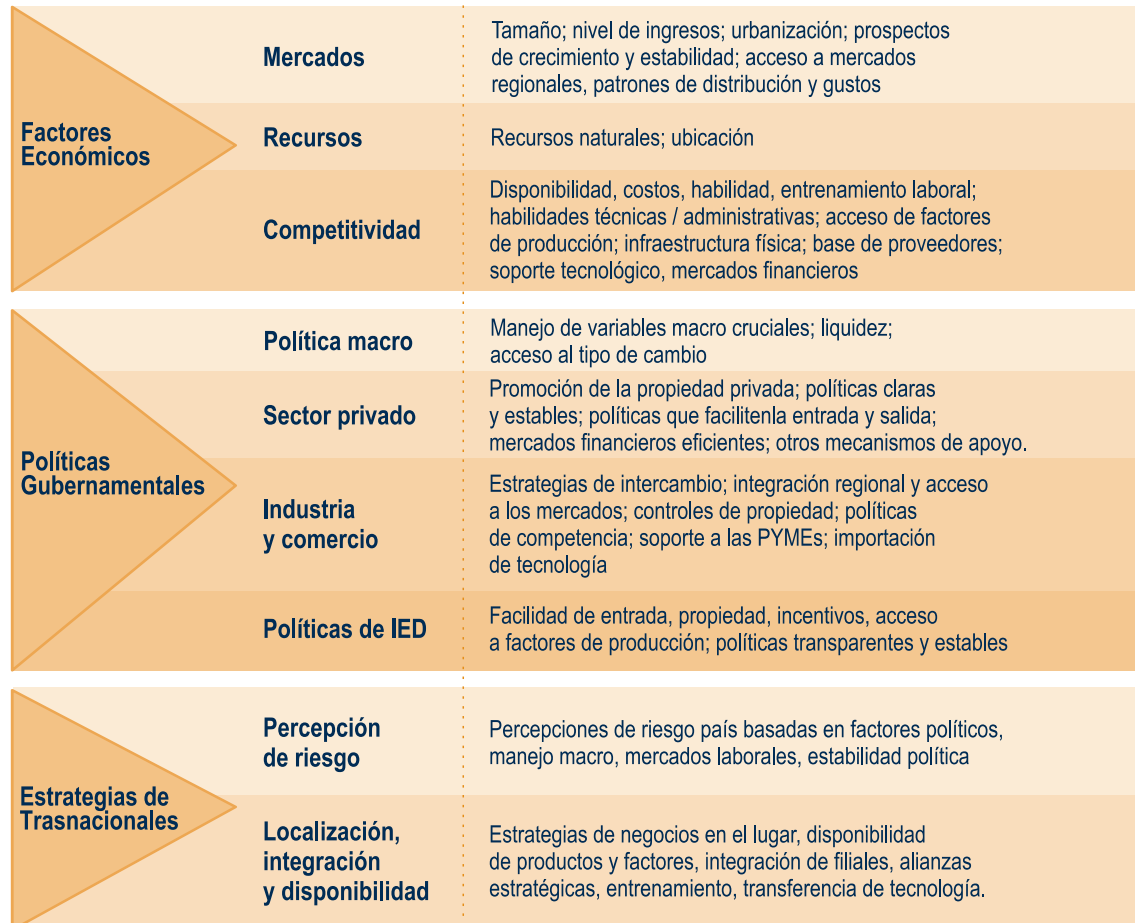 Factores
Económicos
Mercados
Tamaño; nivel de ingresos; urbanización; prospectos
de crecimiento y estabilidad; acceso a mercados
regionales, patrones de distribución y gustos
Recursos
Recursos naturales; ubicación
Competitividad
Disponibilidad, costos, habilidad, entrenamiento laboral;
habilidades técnicas / administrativas; acceso de factores
de producción; infraestructura física; base de proveedores;
soporte tecnológico, mercados financieros
Políticas
Gubernamentales
Política macro
Manejo de variables macro cruciales; liquidez;
acceso al tipo de cambio
Sector privado
Promoción de la propiedad privada; políticas claras
y estables; políticas que facilitenla entrada y salida;
mercados financieros eficientes; otros mecanismos de apoyo.
Industria
y comercio
Estrategias de intercambio; integración regional y acceso
a los mercados; controles de propiedad; políticas
de competencia; soporte a las PYMEs; importación
de tecnología
Políticas de IED
Facilidad de entrada, propiedad, incentivos, acceso
a factores de producción; políticas transparentes y estables
Estrategias de
Trasnacionales
Percepción
de riesgo
Percepciones de riesgo país basadas en factores políticos,
manejo macro, mercados laborales, estabilidad política
Localización,
integración
y disponibilidad
Estrategias de negocios en el lugar, disponibilidad
de productos y factores, integración de filiales, alianzas
estratégicas, entrenamiento, transferencia de tecnología.